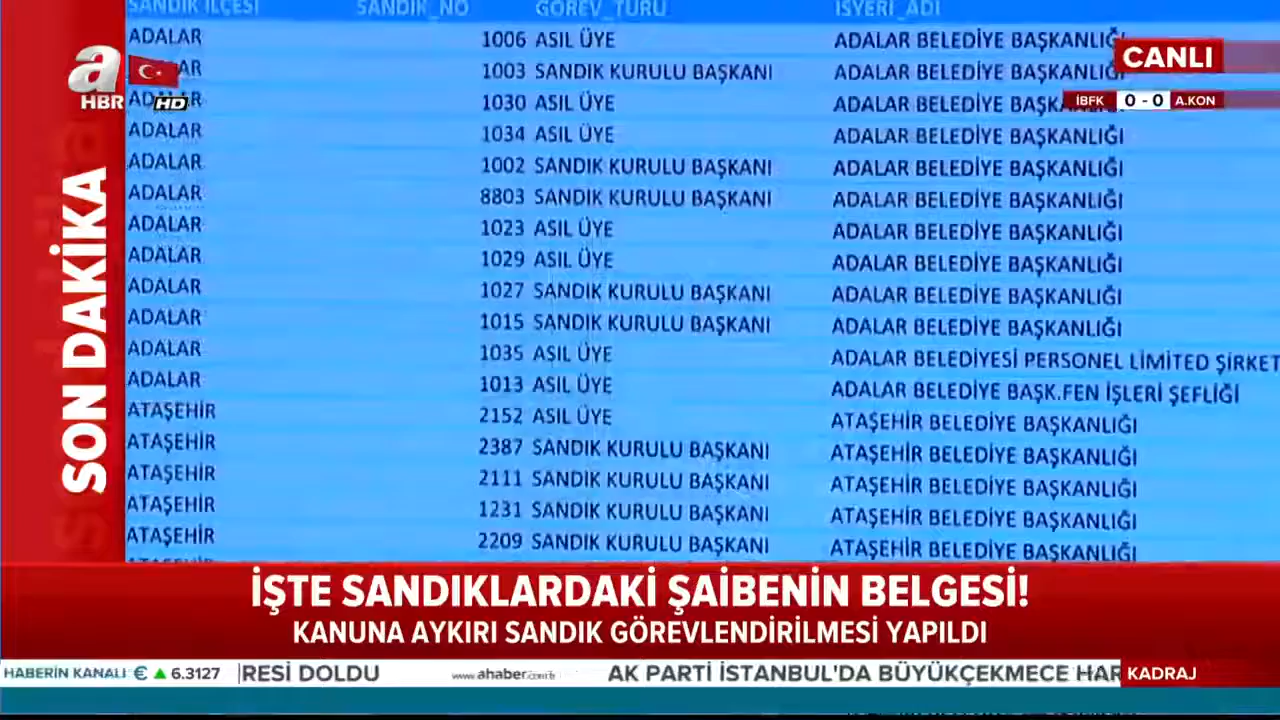 SANDIK İLÇESİ SANDIK_NO GÖREV_TÜRÜ İŞYERİ_ADI
ADALAR 1006 ASIL ÜYE ADALAR BELEDİYE BAŞKANLIĞI
1003 SANDIK KURULU BAŞKANI ADALAR BELEDİYE BAŞKANLIĞI
ADALAR 1030 ASIL ÜYE ADALAR BELEDİYE BAŞKANLIĞI
ADALAR 1034 ASIL ÜYE ADALAR BELEDİYE BAŞKANLIĞI
ADALAR 1002 SANDIK KURULU BAŞKANI ADALAR BELEDİYE BAŞKANLIĞI
ADALAR 8803 SANDIK KURULU BAŞKANI ADALAR BELEDİYE BAŞKANLIĞI
ADALAR 1023 ASIL ÜYE ADALAR BELEDİYE BAŞKANLIĞI
ADALAR 1029 ASIL ÜYE ADALAR BELEDİYE BAŞKANLIĞI
ADALAR 1027 SANDIK KURULU BAŞKANI ADALAR BELEDİYE BAŞKANLIĞI
ADALAR 1015 SANDIK KURULU BAŞKANI ADALAR BELEDİYE BAŞKANLIĞI
ADALAR 1035 ASIL ÜYE ADALAR BELEDİYESİ PERSONEL LİMİTED ŞİRKET
ADALAR 1013 ASIL ÜYE ADALAR BELEDİYE BAŞK.FEN İŞLERİ ŞEFLİĞİ
ATAŞEHİR 2152 ASIL ÜYE ATAŞEHİR BELEDİYE BAŞKANLIĞI
ATAŞEHİR 2387 SANDIK KURULU BAŞKANI ATAŞEHİR BELEDİYE BAŞKANLIĞI
ATAŞEHİR 2111 SANDIK KURULU BAŞKANI ATAŞEHİR BELEDİYE BAŞKANLIĞI
ATAŞEHİR 1231 SANDIK KURULU BAŞKANI ATAŞEHİR BELEDİYE BAŞKANLIĞI
ATAŞEHİR 2209 SANDIK KURULU BAŞKANI ATAŞEHİR BELEDİYE BAŞKANLIĞI
a
HBR HD
CANLI
İBFK 0 - 0 A.KON
SON DAKİKA
İŞTE SANDIKLARDAKİ ŞAİBENİN BELGESİ!
KANUNA AYKIRI SANDIK GÖREVLENDİRİLMESİ YAPILDI
HABERİN KANALI € ▲ 6.3127 RESİ DOLDU www.ahaber.com.tr AK PARTİ İSTANBUL'DA BÜYÜKÇEKMECE HAR KADRAJ